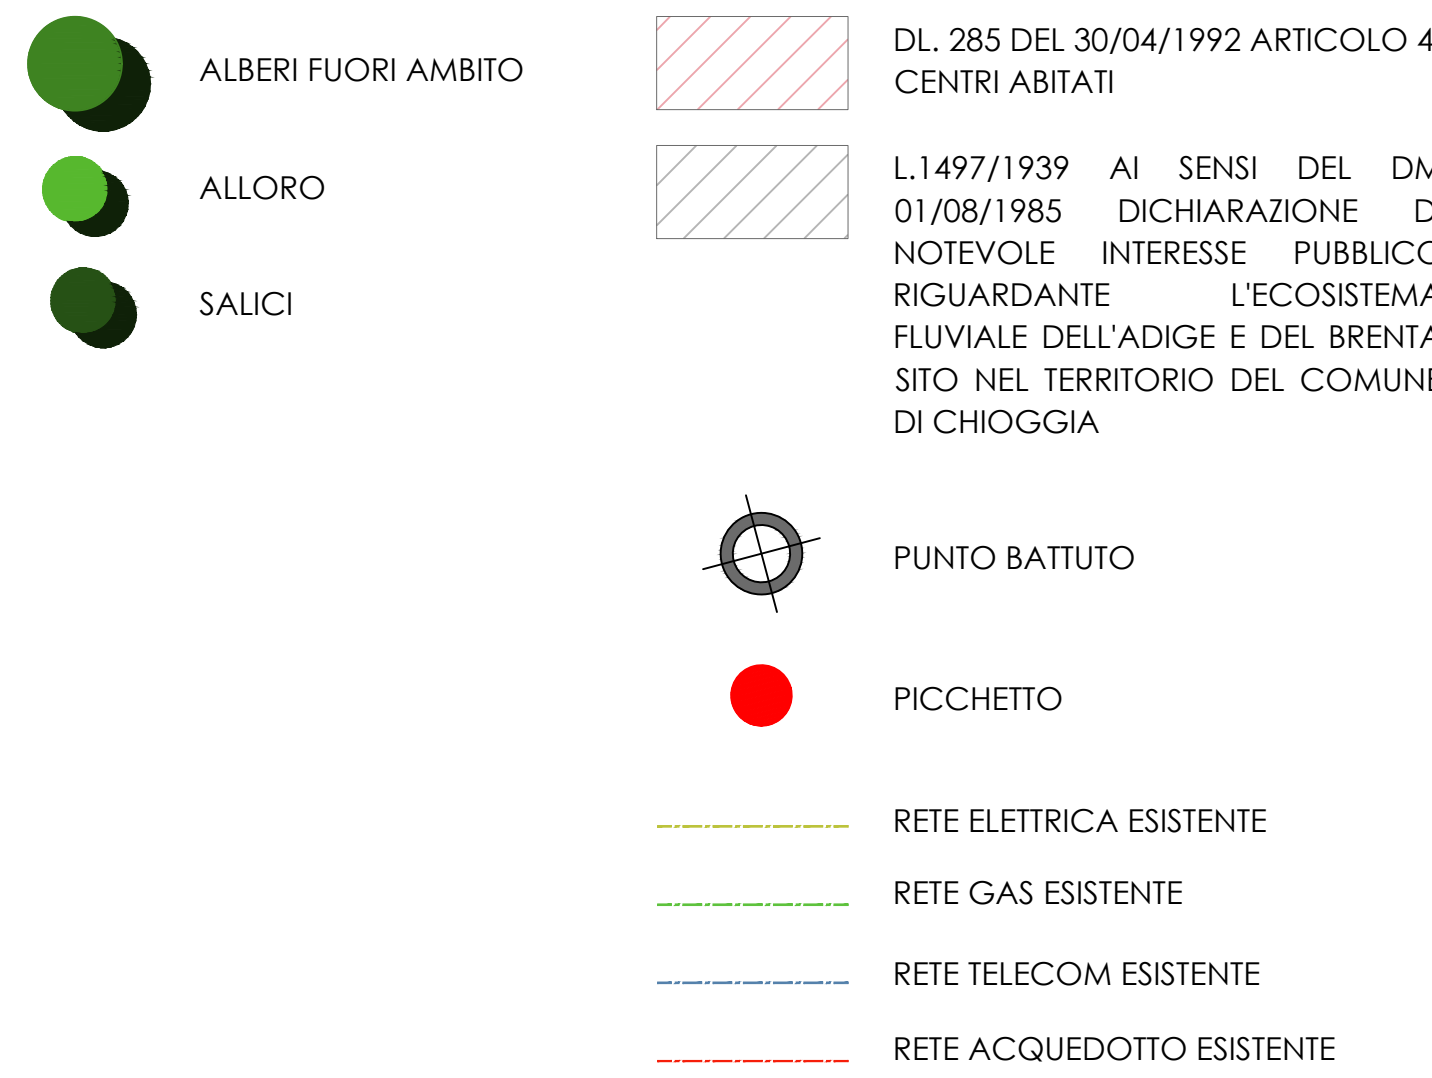 ALBERI FUORI AMBITO
ALLORO
SALICI
DL. 285 DEL 30/04/1992 ARTICOLO 4
CENTRI ABITATI
L.1497/1939 AI SENSI DEL DM
01/08/1985 DICHIARAZIONE D
NOTEVOLE INTERESSE PUBBLICO
RIGUARDANTE L'ECOSISTEMA
FLUVIALE DELL'ADIGE E DEL BRENTA
SITO NEL TERRITORIO DEL COMUNE
DI CHIOGGIA
PUNTO BATTUTO
PICCHETTO
RETE ELETTRICA ESISTENTE
RETE GAS ESISTENTE
RETE TELECOM ESISTENTE
RETE ACQUEDOTTO ESISTENTE